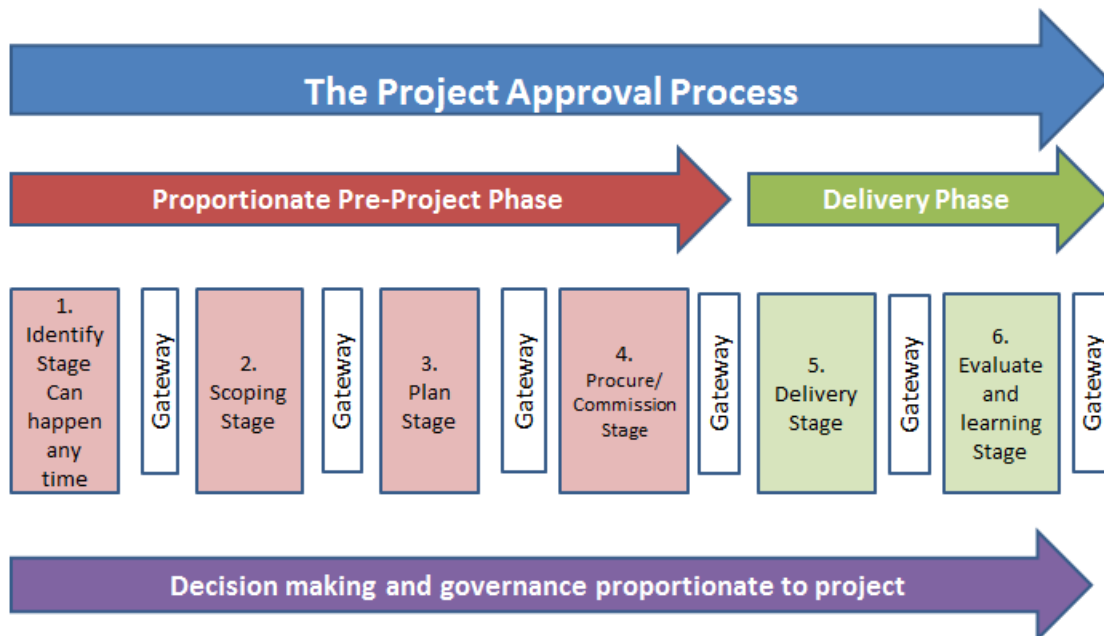 The Project Approval Process
Proportionate Pre-Project Phase
Delivery Phase
1.
Identify
Stage
Can
happen
any
time
Gateway
2.
Scoping
Stage
Gateway
3.
Plan
Stage
Gateway
4.
Procure/
Commission
Stage
Gateway
5.
Delivery
Stage
Gateway
6.
Evaluate
and
learning
Stage
Gateway
Decision making and governance proportionate to project